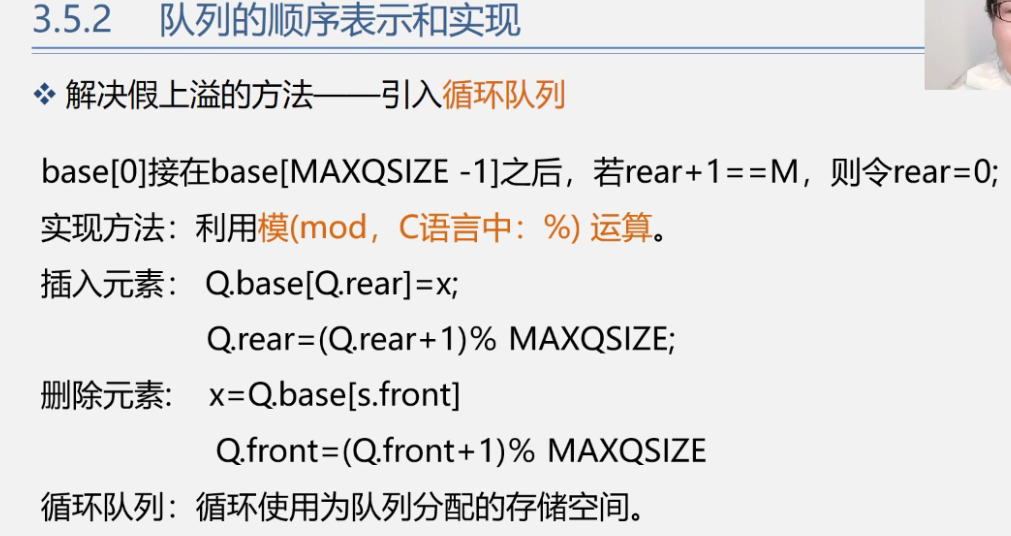 3.5.2 队列的顺序表示和实现
❖ 解决假上溢的方法——引入循环队列
base[0]接在base[MAXQSIZE -1]之后，若rear+1==M，则令rear=0;
实现方法：利用模(mod，C语言中：%) 运算。
插入元素： Q.base[Q.rear]=x;
Q.rear=(Q.rear+1)% MAXQSIZE;
删除元素: x=Q.base[s.front]
Q.front=(Q.front+1)% MAXQSIZE
循环队列：循环使用为队列分配的存储空间。